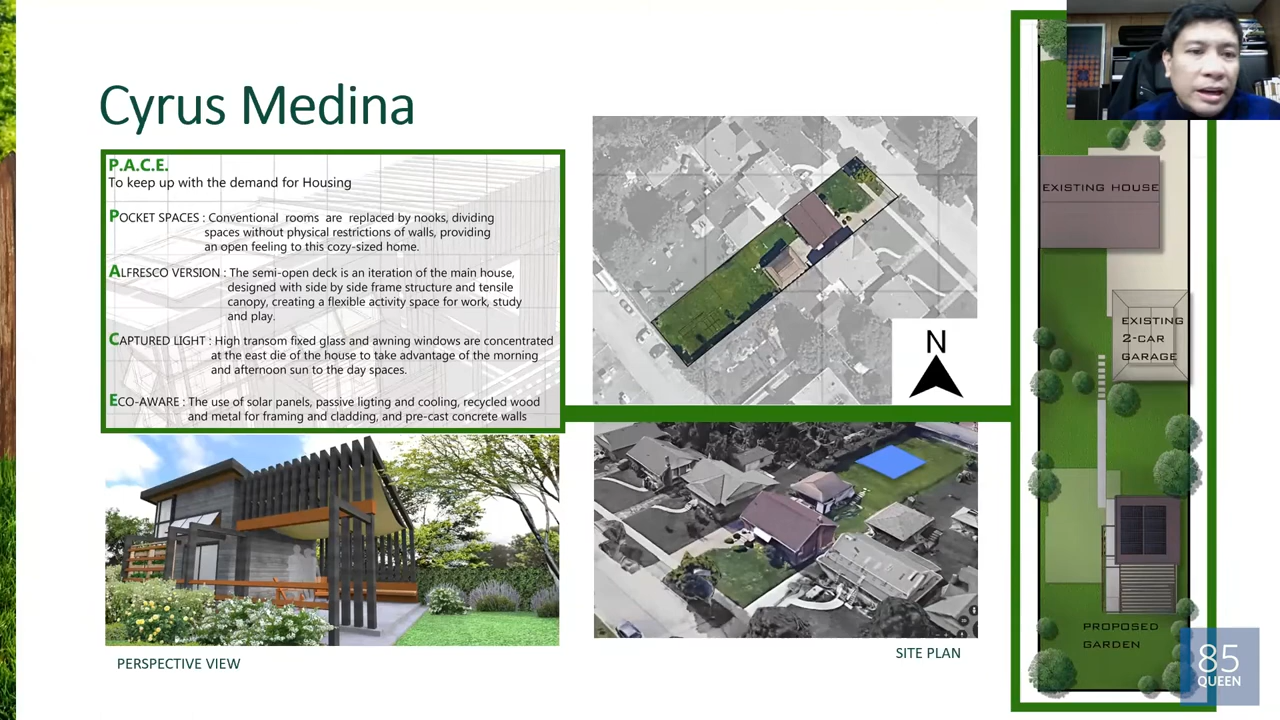 Cyrus Medina
P.A.C.E.
To keep up with the demand for Housing
POCKET SPACES : Conventional rooms are replaced by nooks, dividing
spaces without physical restrictions of walls, providing
an open feeling to this cozy-sized home.
ALFRESCO VERSION : The semi-open deck is an iteration of the main house,
designed with side by side frame structure and tensile
canopy, creating a flexible activity space for work, study
and play.
CAPTURED LIGHT : High transom fixed glass and awning windows are concentrated
at the east die of the house to take advantage of the morning
and afternoon sun to the day spaces.
ECO-AWARE : The use of solar panels, passive ligting and cooling, recycled wood
and metal for framing and cladding, and pre-cast concrete walls
PERSPECTIVE VIEW
N
SITE PLAN
EXISTING HOUSE
EXISTING
2-CAR
GARAGE
PROPOSED
GARDEN
85
QUEEN